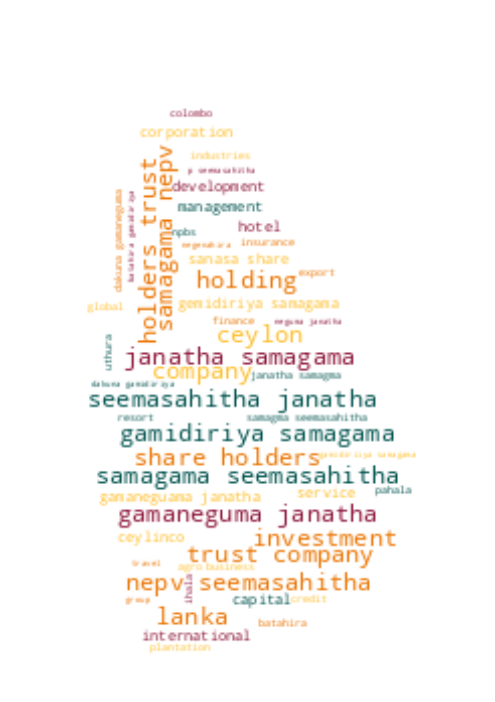 colombo
corporation
industries
p seemasahitha
development
management
npbs
hotel
negenahira
insurance
sanasa share
holding
export
holders trust
samagama nepv
dakuna gamaneguma
batahira gamidiriya
global
gemidiriya samagama
finance
neguma janatha
ceylon
uthura
janatha samagama
company
janatha samagma
dakuna gamidiriya
seemasahitha janatha
resort
samagma seemasahitha
gamidiriya samagama
share holders
gamidiriya samagama
samagama seemasahitha
gamaneguama janatha
service
pahala
gamaneguma janatha
ceylinco
investment
trust company
travel
agro business
nepv seemasahitha
ihala
group
capital
credit
lanka
batahira
international
plantation